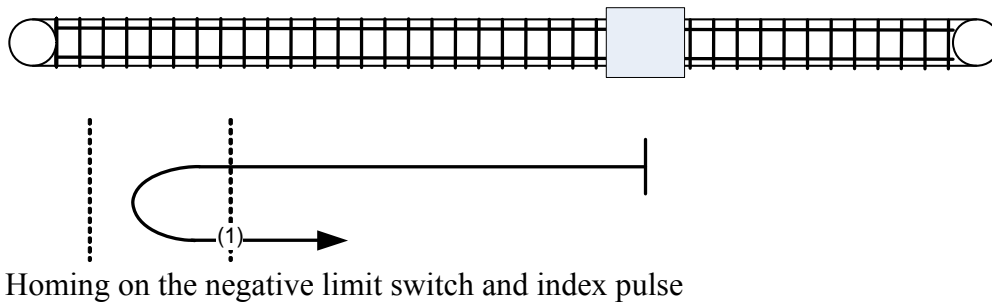 (1)
Homing on the negative limit switch and index pulse